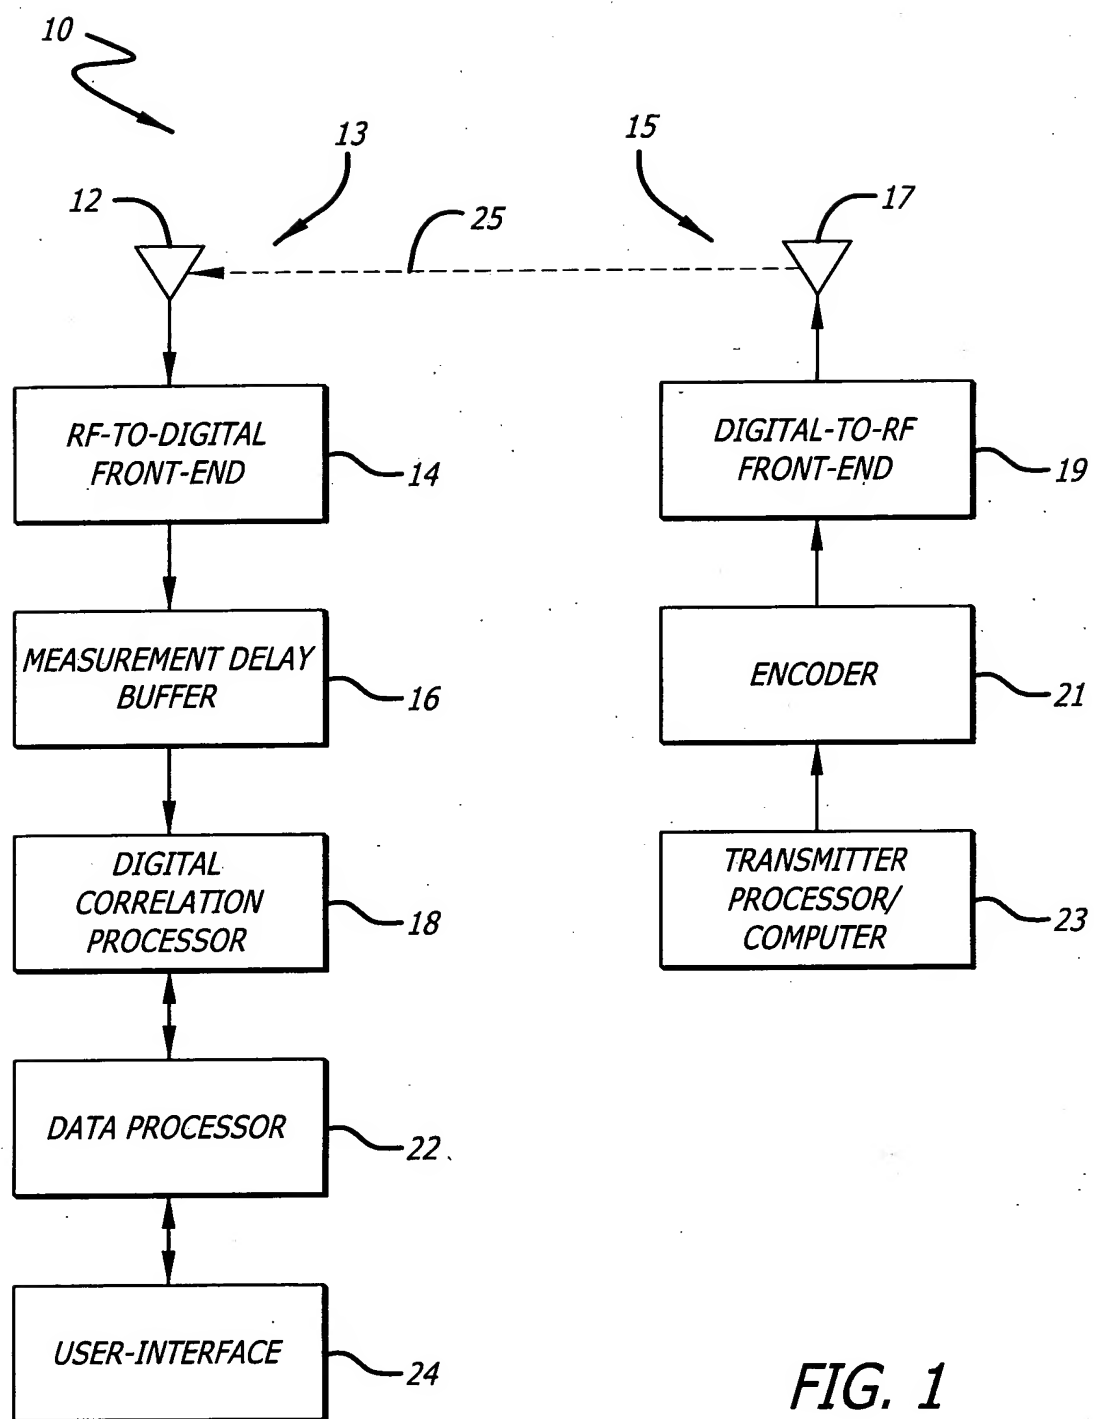 10
13
15
12
25
17
RF-TO-DIGITAL
FRONT-END
14
DIGITAL-TO-RF
FRONT-END
19
MEASUREMENT DELAY
BUFFER
16
ENCODER
21
DIGITAL
CORRELATION
PROCESSOR
18
TRANSMITTER
PROCESSOR/
COMPUTER
23
DATA PROCESSOR
22
USER-INTERFACE
24
FIG. 1